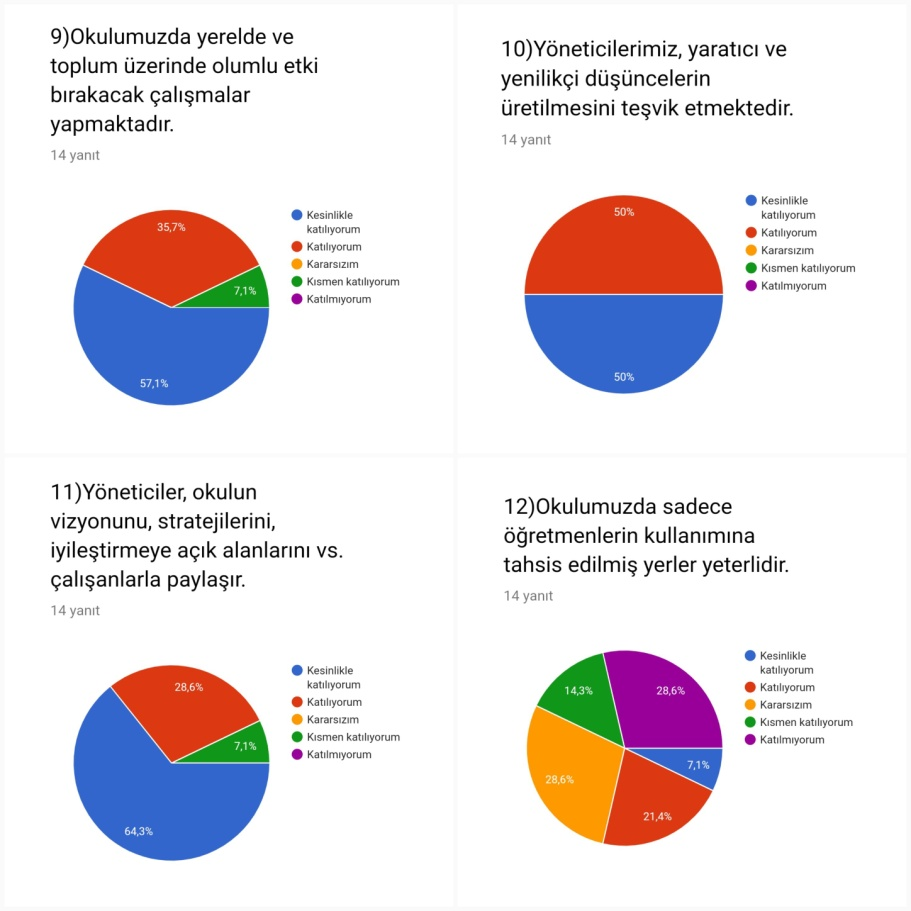 9)Okulumuzda yerelde ve
toplum üzerinde olumlu etki
bırakacak çalışmalar
yapmaktadır.
14 yanıt
35,7%
7,1%
57,1%
Kesinlikle
katılıyorum
Katılıyorum
Kararsızım
Kısmen katılıyorum
Katılmıyorum
10)Yöneticilerimiz, yaratıcı ve
yenilikçi düşüncelerin
üretilmesini teşvik etmektedir.
14 yanıt
50%
50%
Kesinlikle
katılıyorum
Katılıyorum
Kararsızım
Kısmen katılıyorum
Katılmıyorum
11)Yöneticiler, okulun
vizyonunu, stratejilerini,
iyileştirmeye açık alanlarını vs.
çalışanlarla paylaşır.
14 yanıt
28,6%
7,1%
64,3%
Kesinlikle
katılıyorum
Katılıyorum
Kararsızım
Kısmen katılıyorum
Katılmıyorum
12)Okulumuzda sadece
öğretmenlerin kullanımına
tahsis edilmiş yerler yeterlidir.
14 yanıt
14,3%
28,6%
28,6%
7,1%
21,4%
Kesinlikle
katılıyorum
Katılıyorum
Kararsızım
Kısmen katılıyorum
Katılmıyorum